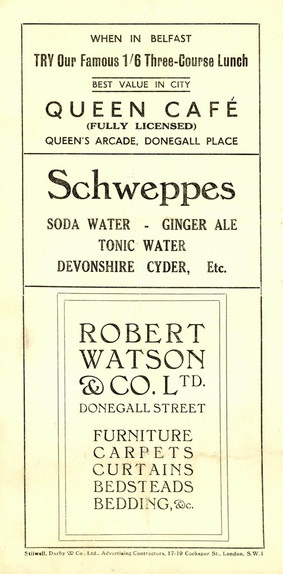 WHEN IN BELFAST
TRY Our Famous 1/6 Three-Course Lunch
BEST VALUE IN CITY
QUEEN CAFÉ
(FULLY LICENSED)
QUEEN'S ARCADE, DONEGALL PLACE
Schweppes
SODA WATER - GINGER ALE
TONIC WATER
DEVONSHIRE CYDER, Etc.
ROBERT
WATSON
& CO. LTD.
DONEGALL STREET
FURNITURE
CARPETS
CURTAINS
BEDSTEADS
BEDDING, &c.
Stilwell, Darby & Co., Ltd., Advertising Contractors, 17-19 Cockspur St., London, S.W.1